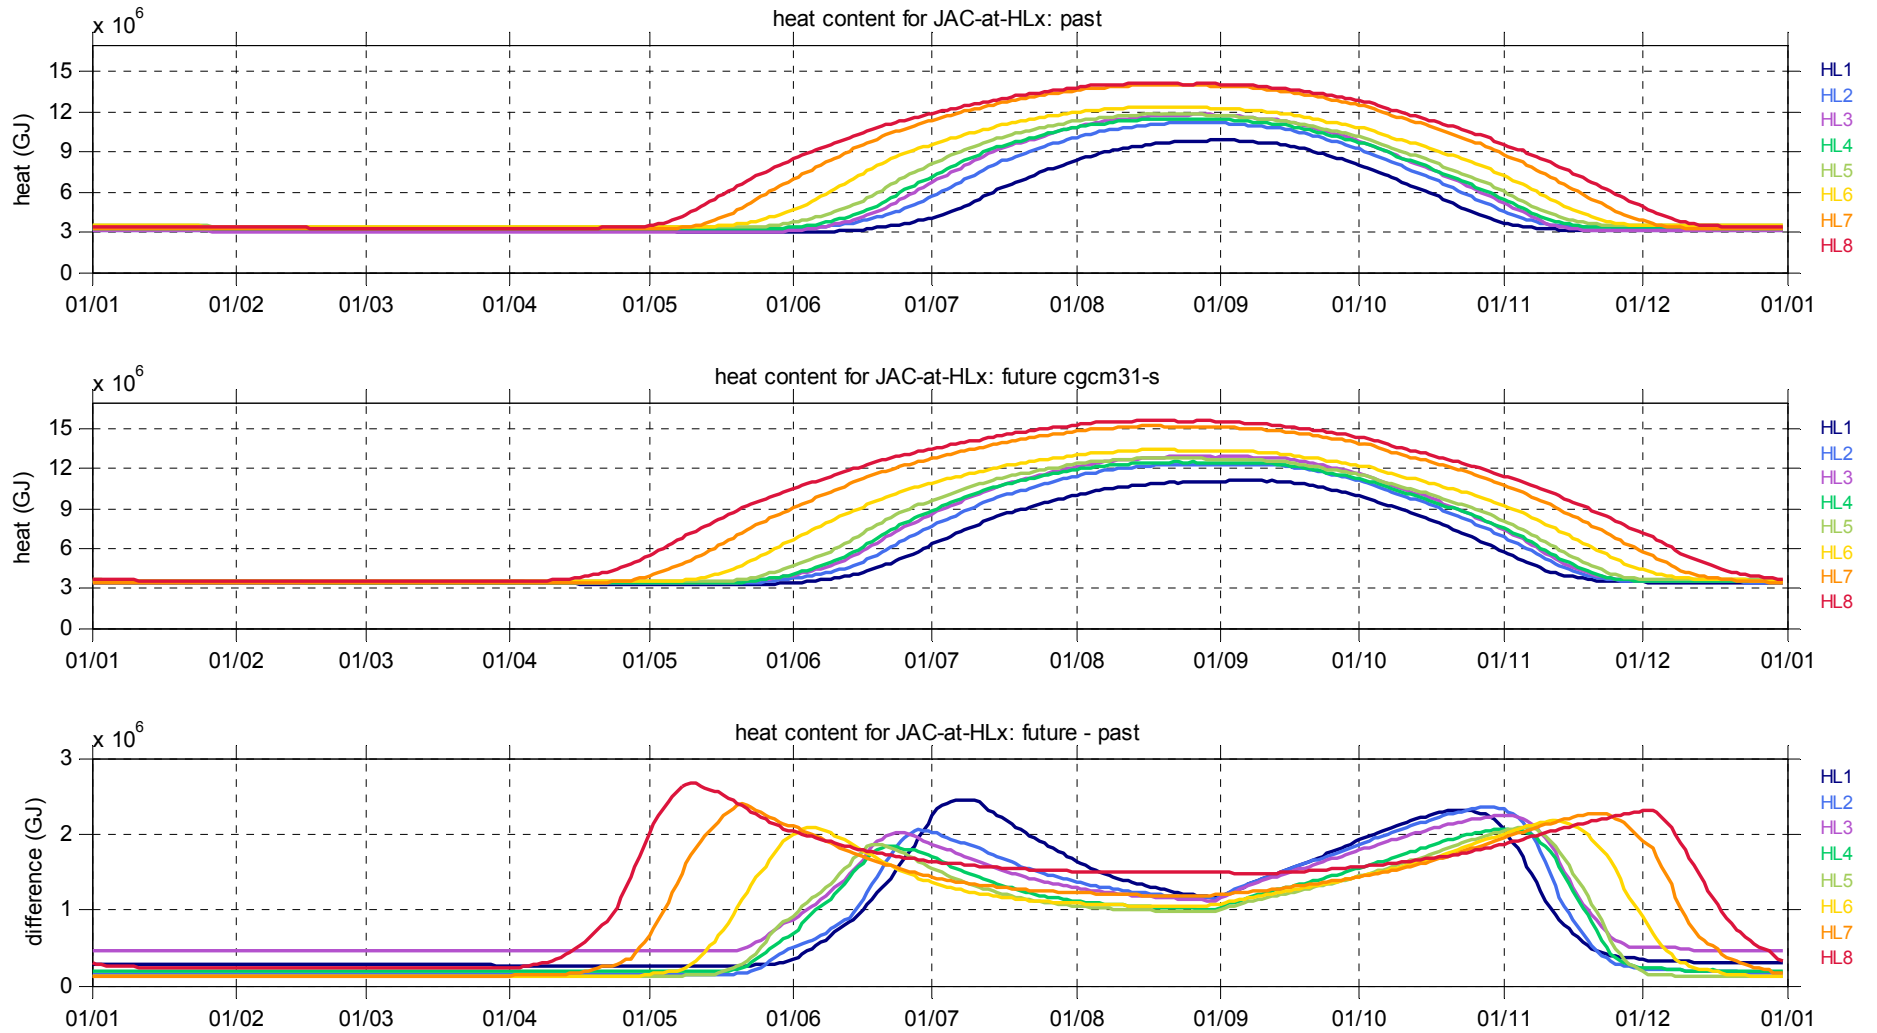 heat content for JAC-at-HLx: past
x 10^6
heat (GJ)
15
12
9
6
3
0
01/01 01/02 01/03 01/04 01/05 01/06 01/07 01/08 01/09 01/10 01/11 01/12 01/01
HL1
HL2
HL3
HL4
HL5
HL6
HL7
HL8
heat content for JAC-at-HLx: future cgcm31-s
x 10^6
heat (GJ)
15
12
9
6
3
0
01/01 01/02 01/03 01/04 01/05 01/06 01/07 01/08 01/09 01/10 01/11 01/12 01/01
HL1
HL2
HL3
HL4
HL5
HL6
HL7
HL8
heat content for JAC-at-HLx: future - past
x 10^6
difference (GJ)
3
2
1
0
01/01 01/02 01/03 01/04 01/05 01/06 01/07 01/08 01/09 01/10 01/11 01/12 01/01
HL1
HL2
HL3
HL4
HL5
HL6
HL7
HL8